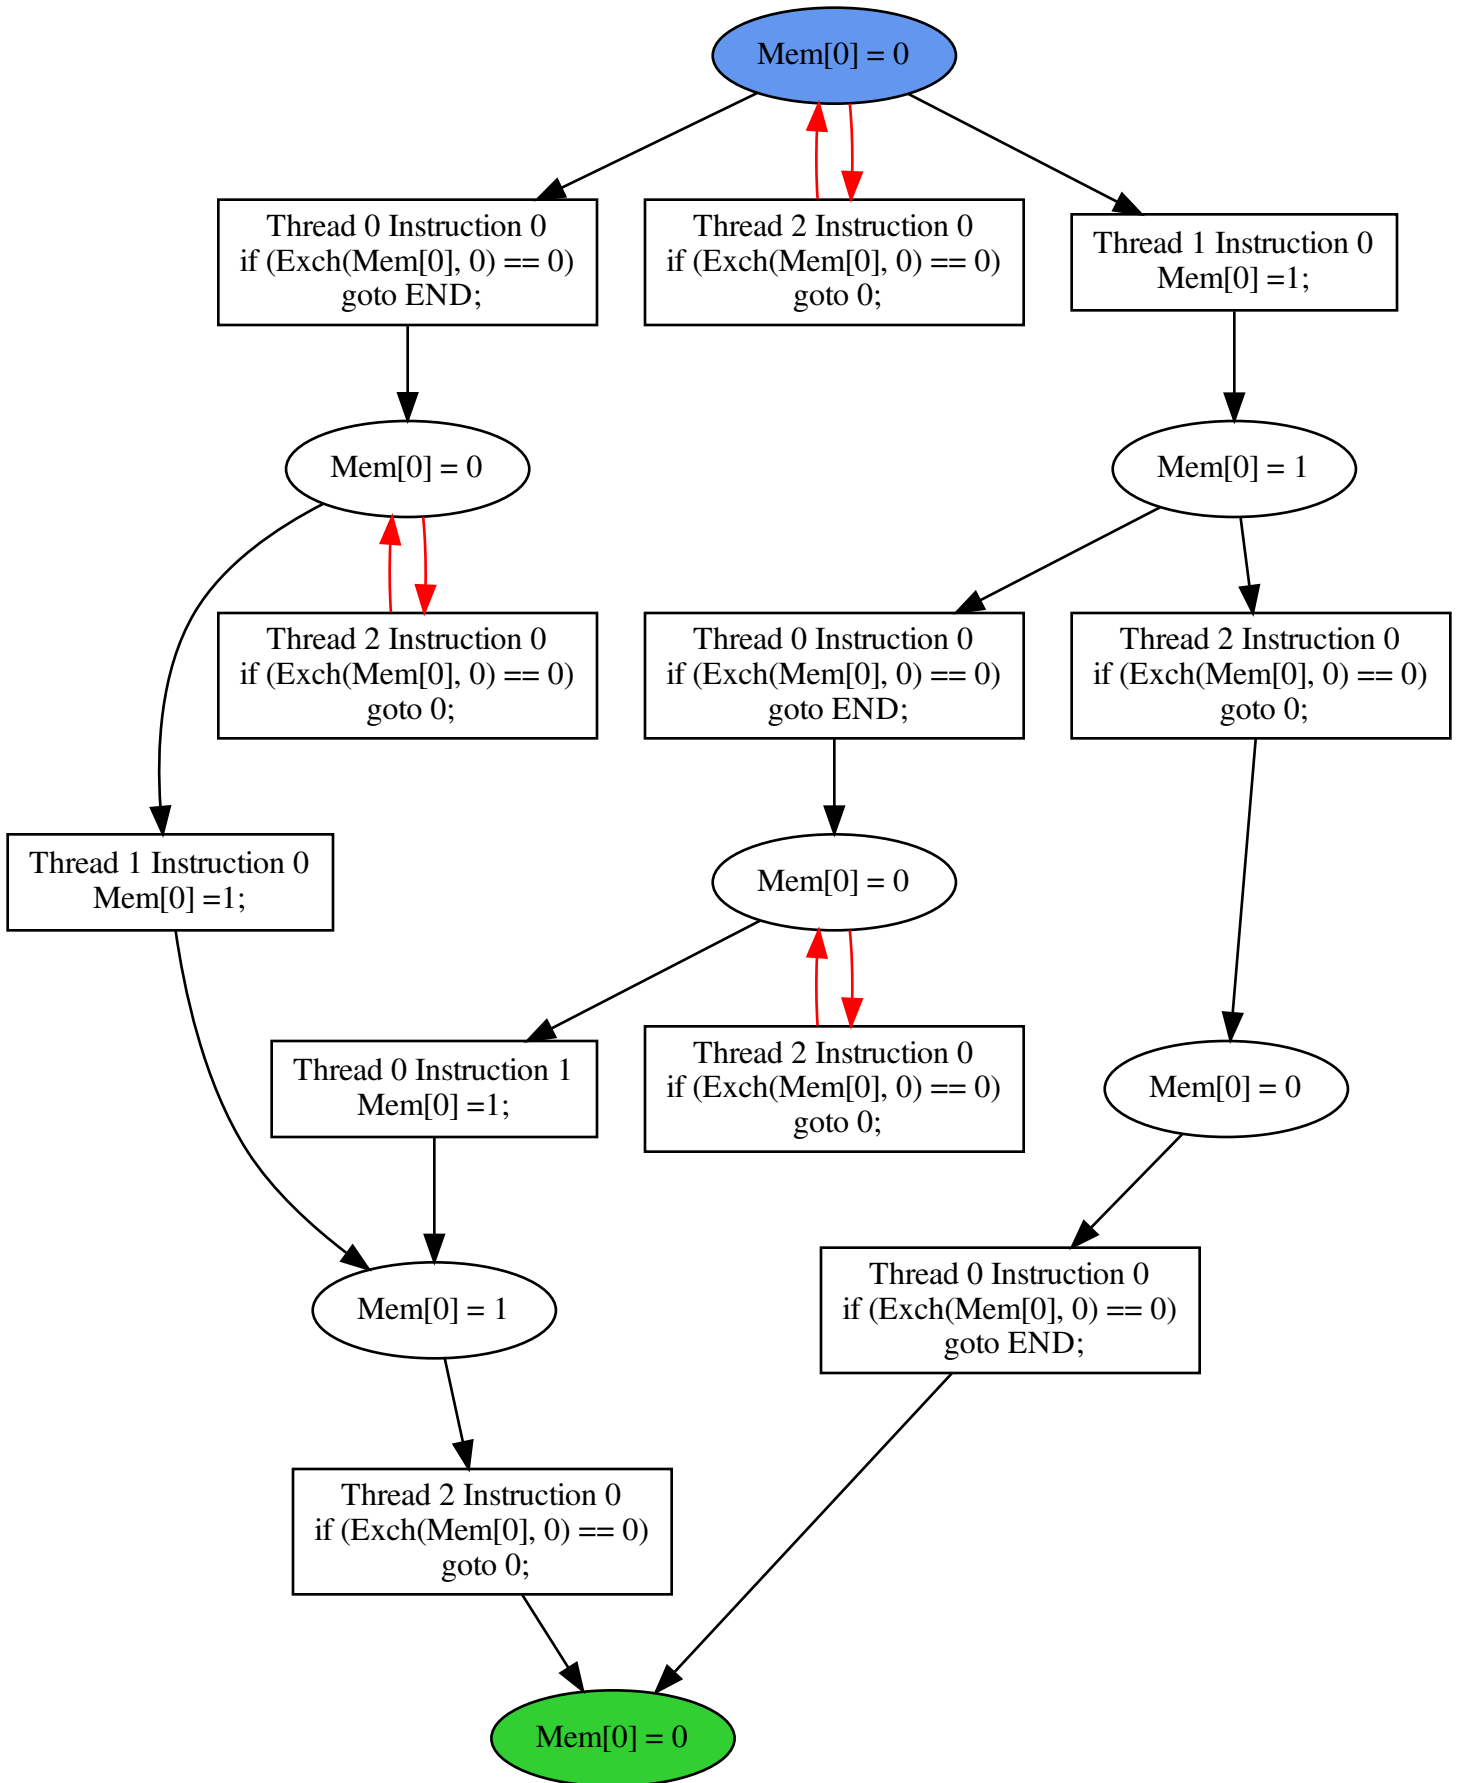 Mem[0] = 0
Thread 0 Instruction 0
if (Exch(Mem[0], 0) == 0)
goto END;
Thread 2 Instruction 0
if (Exch(Mem[0], 0) == 0)
goto 0;
Thread 1 Instruction 0
Mem[0] =1;
Mem[0] = 0
Mem[0] = 1
Thread 2 Instruction 0
if (Exch(Mem[0], 0) == 0)
goto 0;
Thread 0 Instruction 0
if (Exch(Mem[0], 0) == 0)
goto END;
Thread 2 Instruction 0
if (Exch(Mem[0], 0) == 0)
goto 0;
Thread 1 Instruction 0
Mem[0] =1;
Mem[0] = 0
Thread 0 Instruction 1
Mem[0] =1;
Thread 2 Instruction 0
if (Exch(Mem[0], 0) == 0)
goto 0;
Mem[0] = 0
Mem[0] = 1
Thread 0 Instruction 0
if (Exch(Mem[0], 0) == 0)
goto END;
Thread 2 Instruction 0
if (Exch(Mem[0], 0) == 0)
goto 0;
Mem[0] = 0